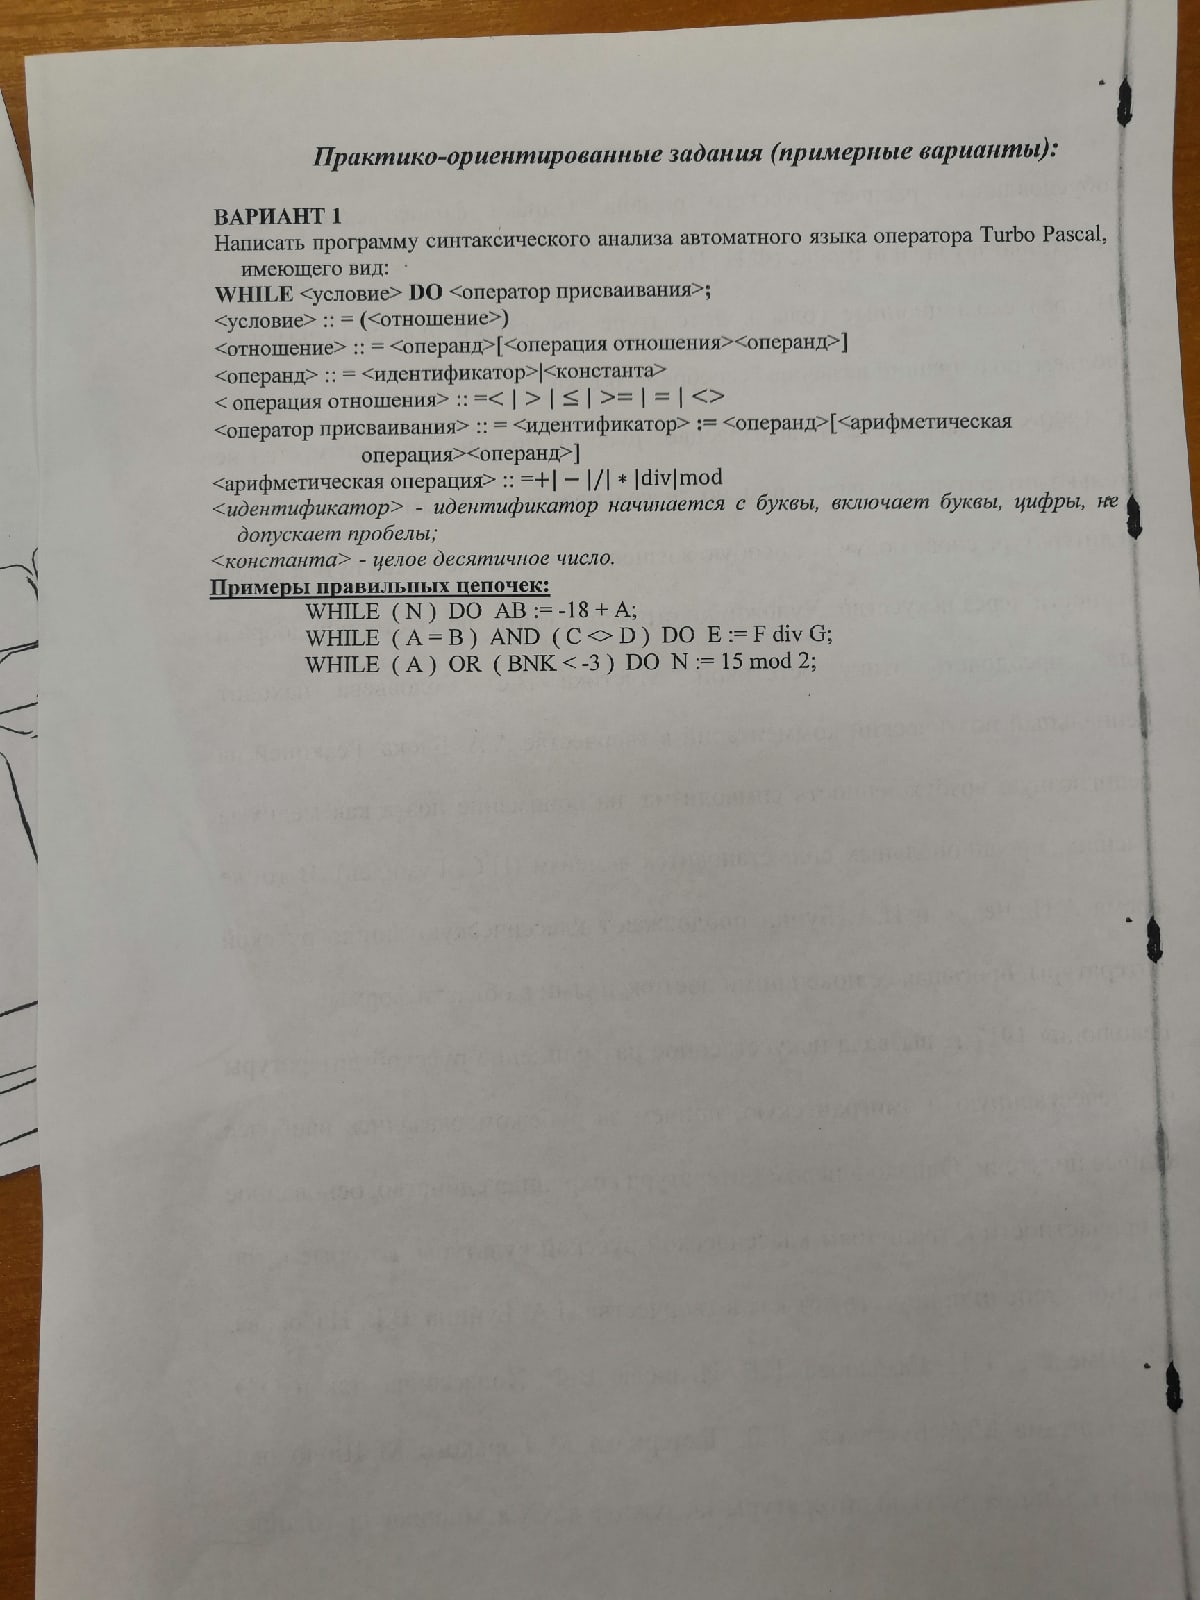 Практико-ориентированные задания (примерные варианты):
ВАРИАНТ 1
Написать программу синтаксического анализа автоматного языка оператора Turbo Pascal,
имеющего вид:
WHILE <условие> DO <оператор присваивания>;
<условие> :: = (<отношение>)
<отношение> :: = <операнд>[<операция отношения><операнд>]
<операнд> :: = <идентификатор>|<константа>
< операция отношения> :: =< | > | ≤ | >= | = | <>
<оператор присваивания> :: = <идентификатор> := <операнд>[<арифметическая
операция><операнд>]
<арифметическая операция> :: =+| − |/| * |div|mod
<идентификатор> - идентификатор начинается с буквы, включает буквы, цифры, не
допускает пробелы;
<константа> - целое десятичное число.
Примеры правильных цепочек:
WHILE ( N ) DO AB := -18 + A;
WHILE ( A = B ) AND ( C <> D ) DO E := F div G;
WHILE ( A ) OR ( BNK < -3 ) DO N := 15 mod 2;